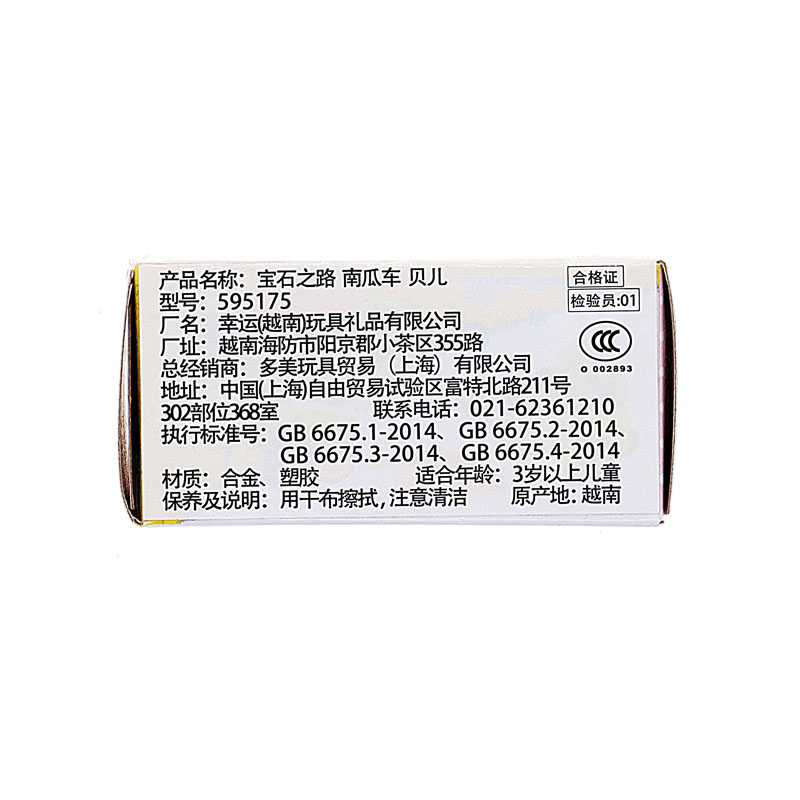 产品名称：宝石之路 南瓜车 贝儿
合格证
型号：595175
检验员:01
厂名：幸运(越南)玩具礼品有限公司
厂址：越南海防市阳京郡小茶区355路
CCC
O 002893
总经销商：多美玩具贸易（上海）有限公司
地址：中国(上海)自由贸易试验区富特北路211号
302部位368室 联系电话：021-62361210
执行标准号：GB 6675.1-2014、GB 6675.2-2014、
GB 6675.3-2014、GB 6675.4-2014
材质：合金、塑胶 适合年龄：3岁以上儿童
保养及说明：用干布擦拭,注意清洁 原产地:越南